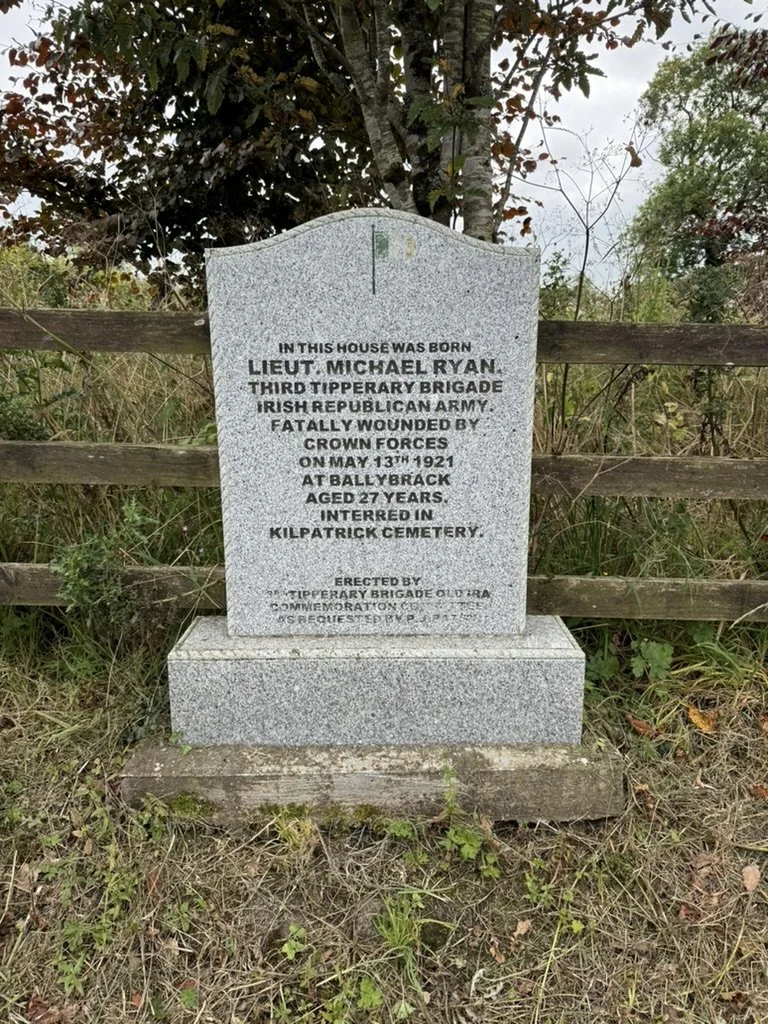 IN THIS HOUSE WAS BORN
LIEUT. MICHAEL RYAN.
THIRD TIPPERARY BRIGADE
IRISH REPUBLICAN ARMY.
FATALLY WOUNDED BY
CROWN FORCES
ON MAY 13TH 1921
AT BALLYBRACK
AGED 27 YEARS.
INTERRED IN
KILPATRICK CEMETERY.
ERECTED BY
TIPPERARY BRIGADE OLD IRA
COMMEMORATION COMMITTEE
AS REQUESTED BY P.J.